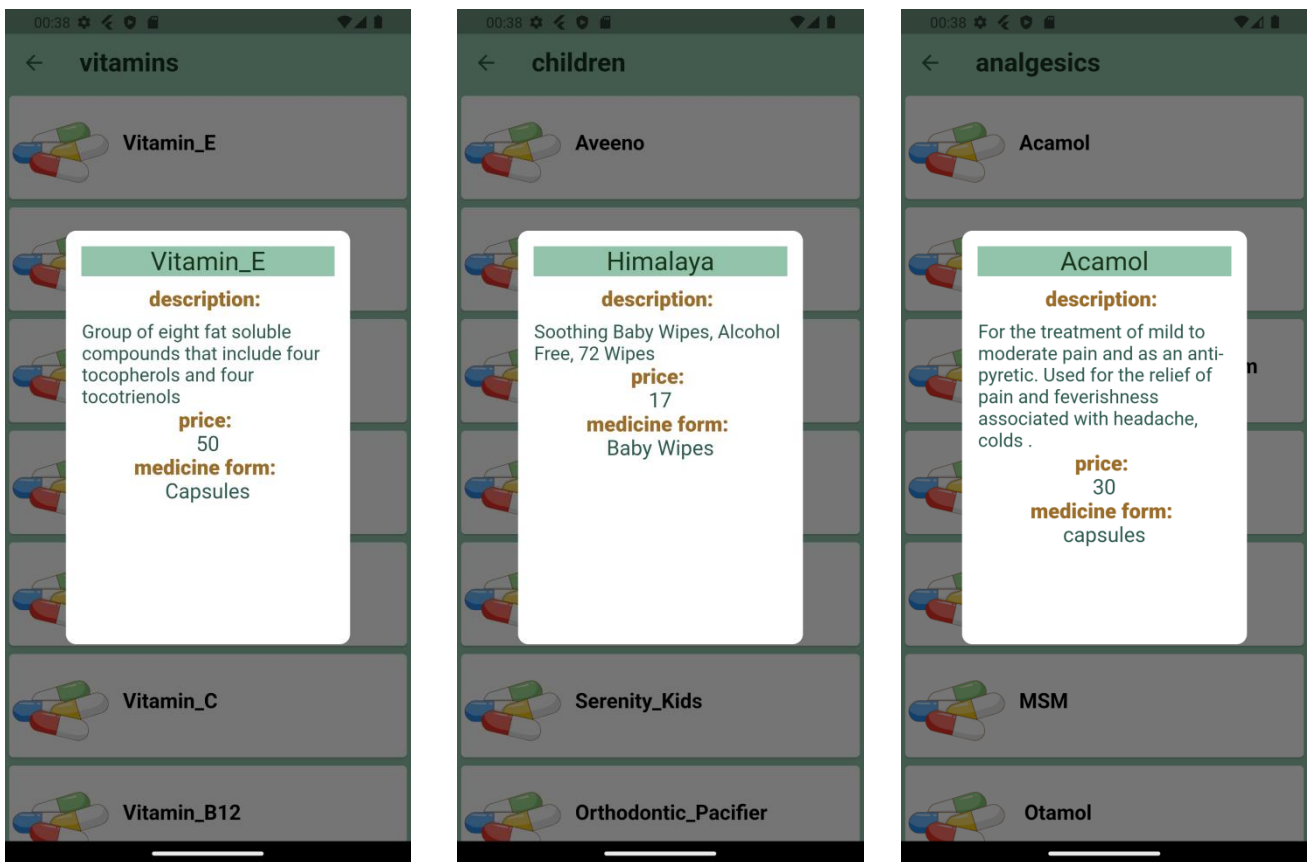 00:38
vitamins
Vitamin_E
Vitamin_E
description:
Group of eight fat soluble
compounds that include four
tocopherols and four
tocotrienols
price:
50
medicine form:
Capsules
Vitamin_C
Vitamin_B12
00:38
children
Aveeno
Himalaya
description:
Soothing Baby Wipes, Alcohol
Free, 72 Wipes
price:
17
medicine form:
Baby Wipes
Serenity_Kids
Orthodontic_Pacifier
00:38
analgesics
Acamol
Acamol
description:
For the treatment of mild to
moderate pain and as an anti-
pyretic. Used for the relief of
pain and feverishness
associated with headache,
colds .
price:
30
medicine form:
capsules
m
MSM
Otamol